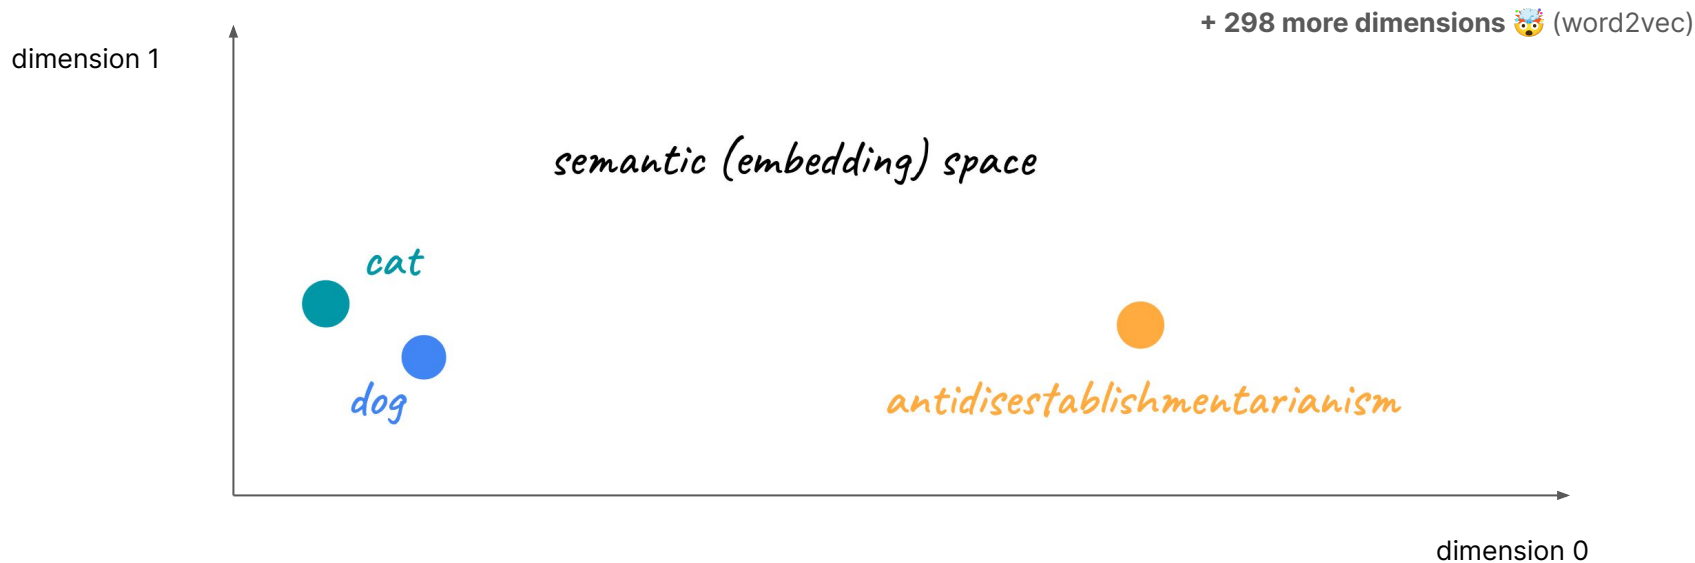 + 298 more dimensions 🤯 (word2vec)
dimension 1
semantic (embedding) space
cat
dog
antidisestablishmentarianism
dimension 0